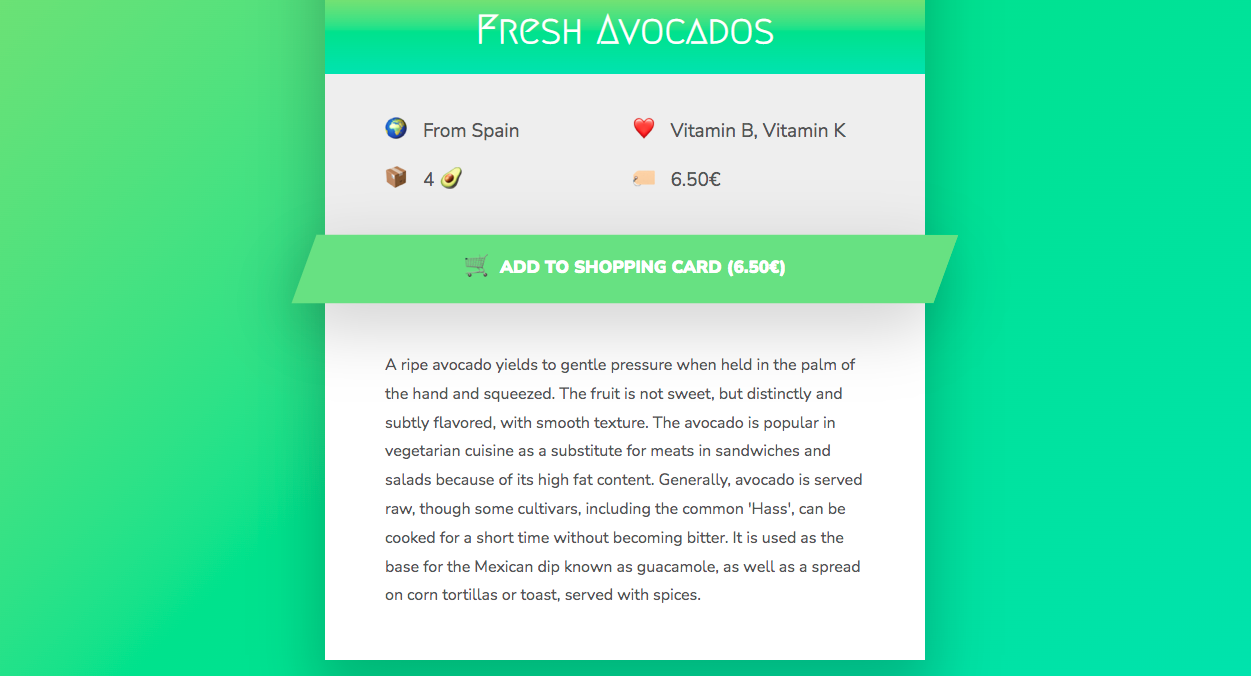 Fresh Avocados
From Spain
Vitamin B, Vitamin K
4
6.50€
ADD TO SHOPPING CARD (6.50€)
A ripe avocado yields to gentle pressure when held in the palm of
the hand and squeezed. The fruit is not sweet, but distinctly and
subtly flavored, with smooth texture. The avocado is popular in
vegetarian cuisine as a substitute for meats in sandwiches and
salads because of its high fat content. Generally, avocado is served
raw, though some cultivars, including the common 'Hass', can be
cooked for a short time without becoming bitter. It is used as the
base for the Mexican dip known as guacamole, as well as a spread
on corn tortillas or toast, served with spices.